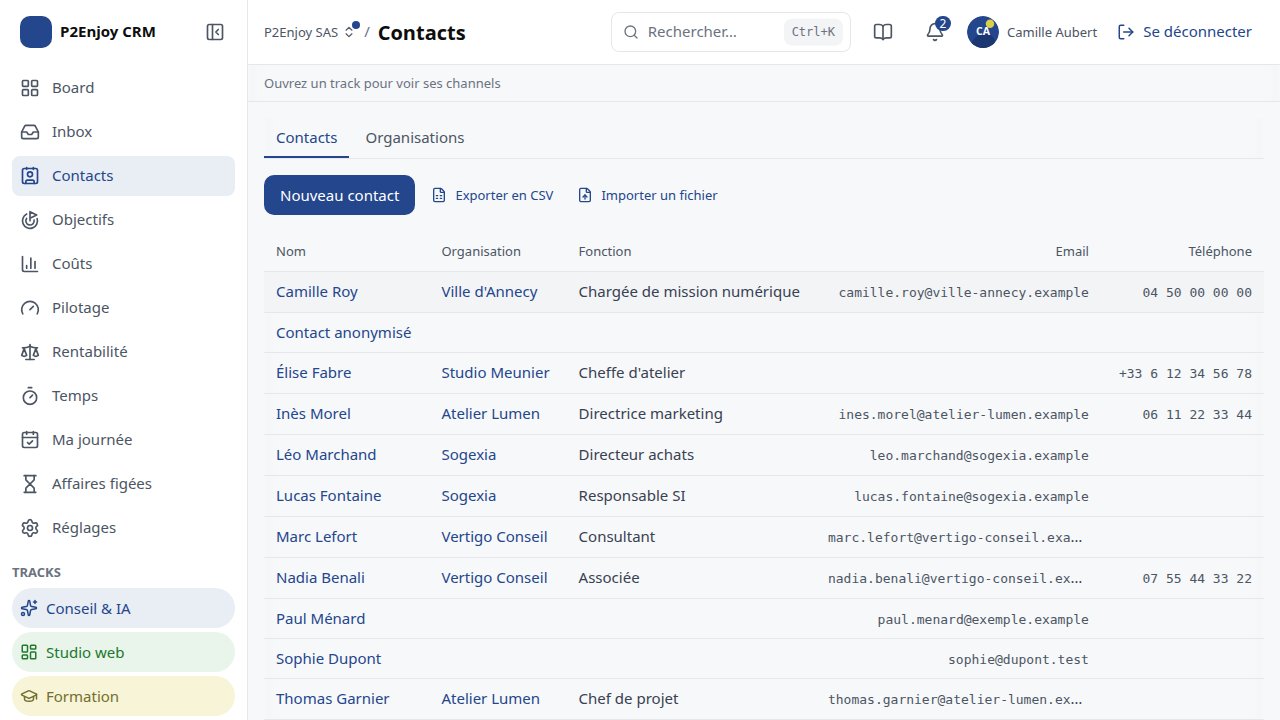 P2Enjoy CRM
Board
Inbox
Contacts
Objectifs
Coûts
Pilotage
Rentabilité
Temps
Ma journée
Affaires figées
Réglages
TRACKS
Conseil & IA
Studio web
Formation
P2Enjoy SAS / Contacts
Rechercher... Ctrl+K
2
CA Camille Aubert
Se déconnecter
Ouvrez un track pour voir ses channels
Contacts Organisations
Nouveau contact Exporter en CSV Importer un fichier
Nom Organisation Fonction Email Téléphone
Camille Roy Ville d'Annecy Chargée de mission numérique camille.roy@ville-annecy.example 04 50 00 00 00
Contact anonymisé
Élise Fabre Studio Meunier Cheffe d'atelier +33 6 12 34 56 78
Inès Morel Atelier Lumen Directrice marketing ines.morel@atelier-lumen.example 06 11 22 33 44
Léo Marchand Sogexia Directeur achats leo.marchand@sogexia.example
Lucas Fontaine Sogexia Responsable SI lucas.fontaine@sogexia.example
Marc Lefort Vertigo Conseil Consultant marc.lefort@vertigo-conseil.exa...
Nadia Benali Vertigo Conseil Associée nadia.benali@vertigo-conseil.ex... 07 55 44 33 22
Paul Ménard paul.menard@exemple.example
Sophie Dupont sophie@dupont.test
Thomas Garnier Atelier Lumen Chef de projet thomas.garnier@atelier-lumen.ex...